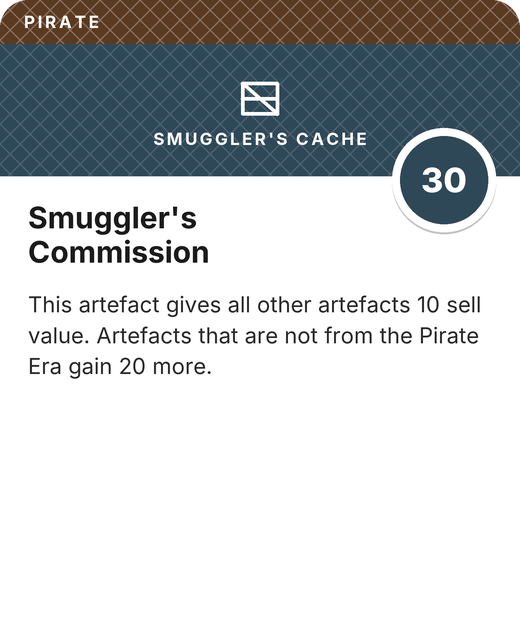 PIRATE
SMUGGLER'S CACHE
30
Smuggler's
Commission
This artefact gives all other artefacts 10 sell
value. Artefacts that are not from the Pirate
Era gain 20 more.